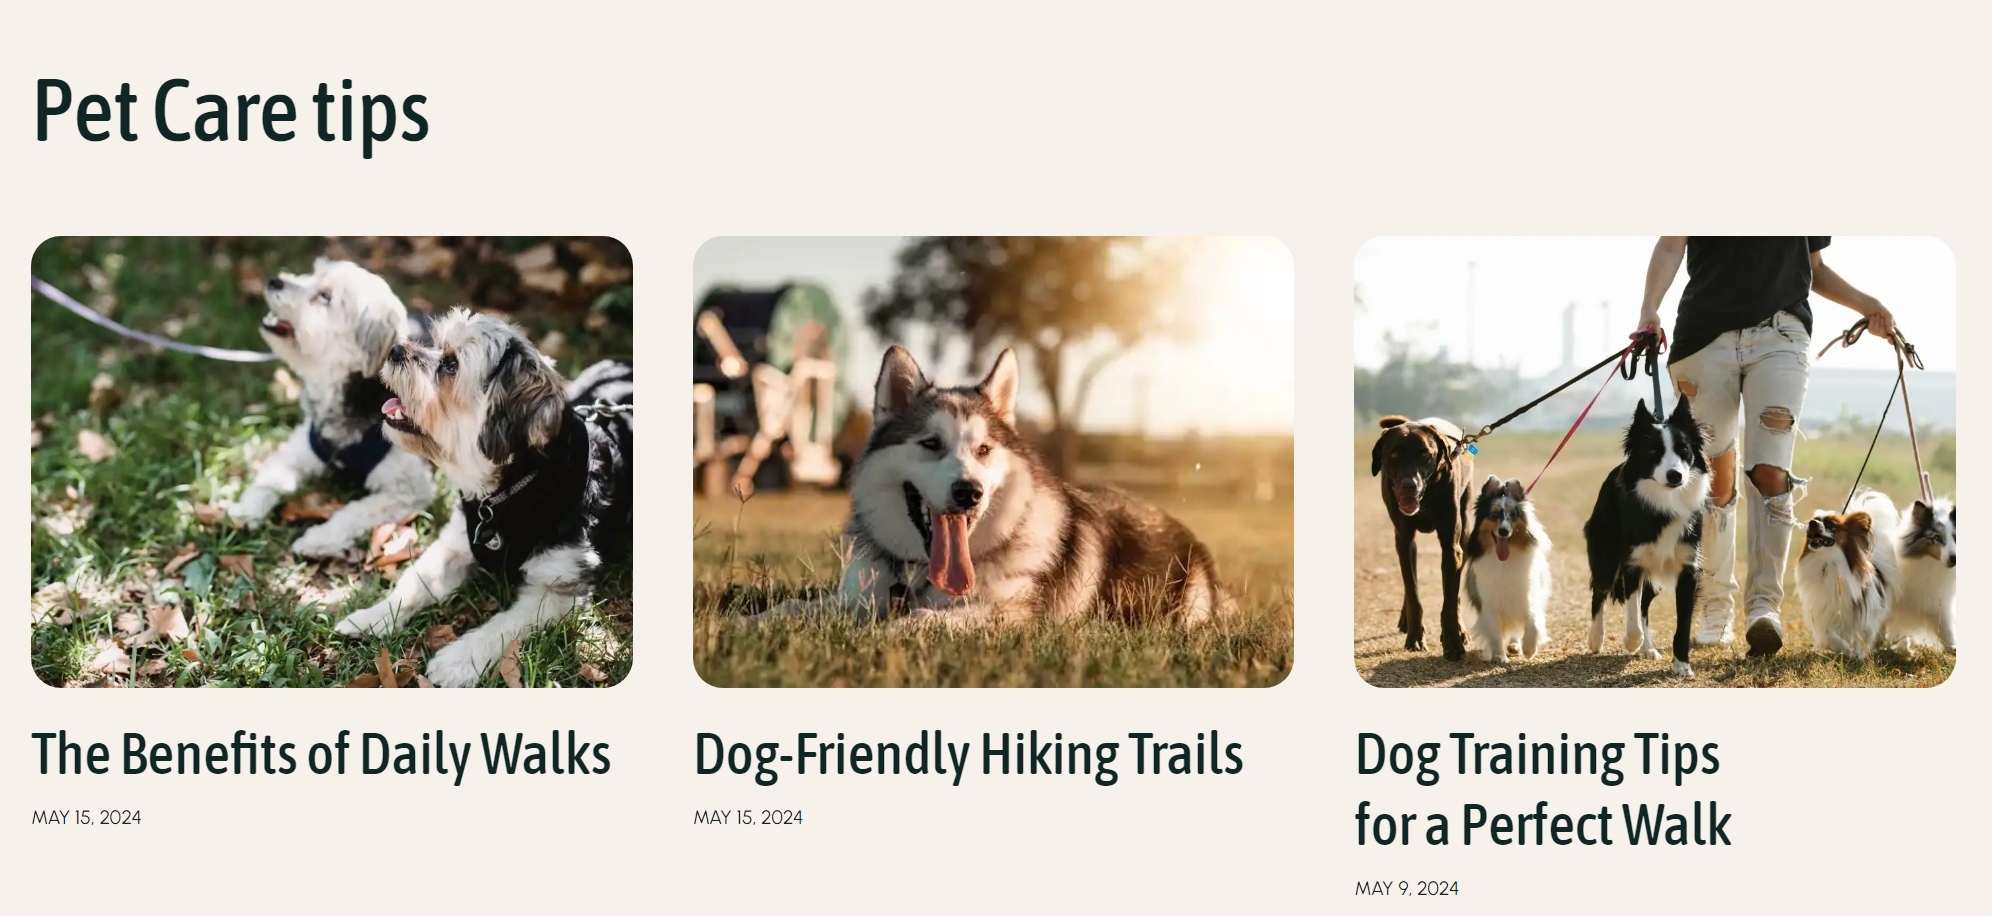 Pet Care tips
The Benefits of Daily Walks
MAY 15, 2024
Dog-Friendly Hiking Trails
MAY 15, 2024
Dog Training Tips
for a Perfect Walk
MAY 9, 2024